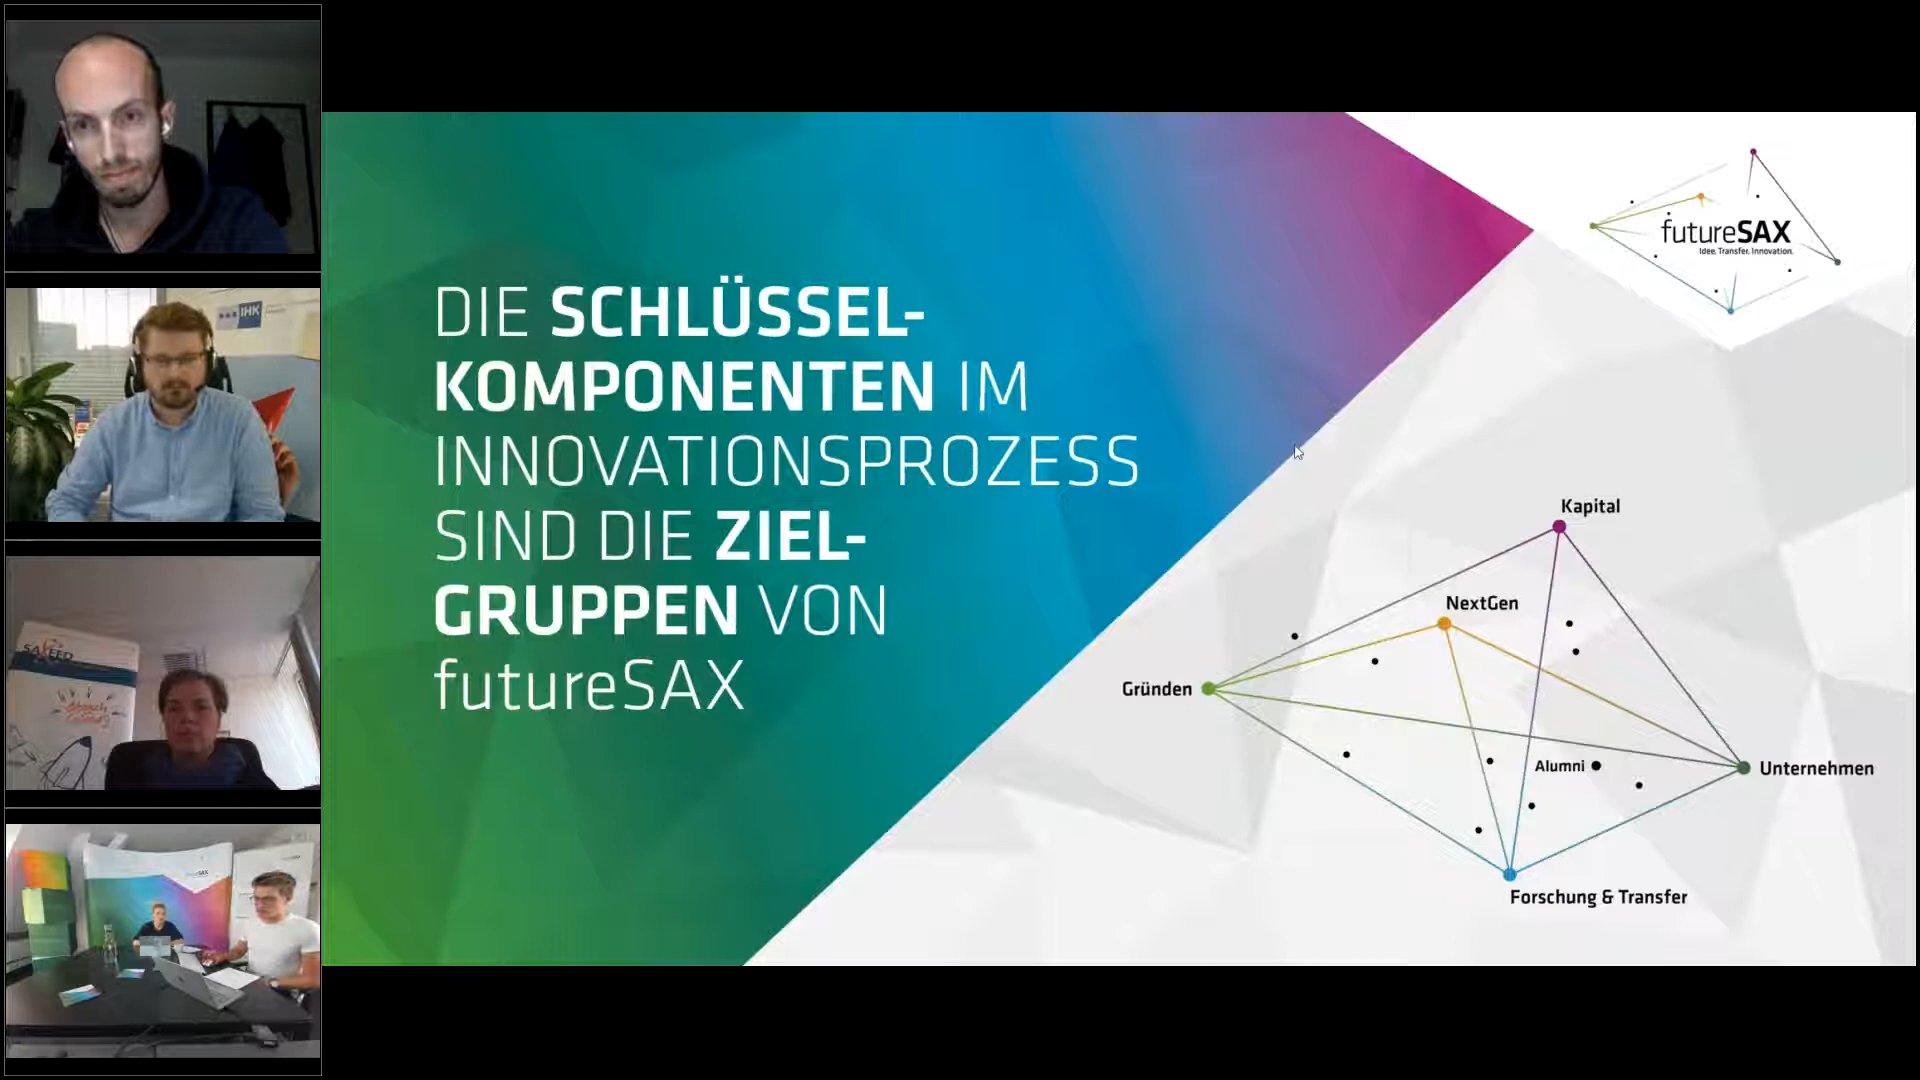 IHK
SAXEED
DIE SCHLÜSSEL-
KOMPONENTEN IM
INNOVATIONSPROZESS
SIND DIE ZIEL-
GRUPPEN VON
futureSAX
futureSAX
Idee. Transfer. Innovation.
Kapital
NextGen
Gründen
Alumni
Unternehmen
Forschung & Transfer